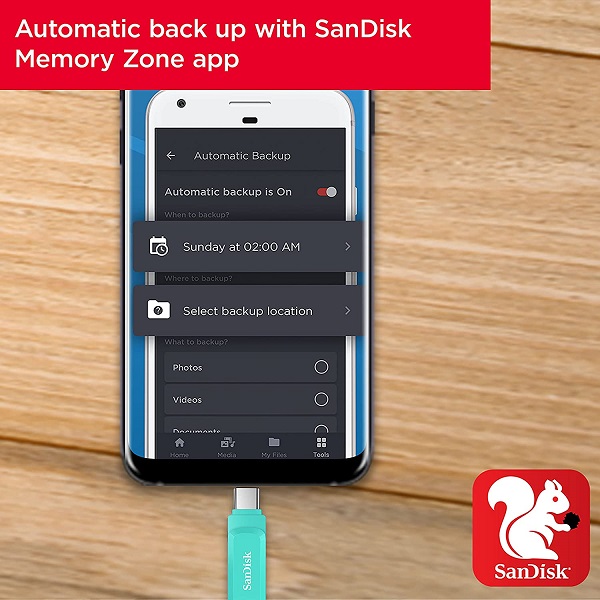 Automatic back up with SanDisk
Memory Zone app
Automatic Backup
Automatic backup is On
When to backup?
Sunday at 02:00 AM
Where to backup?
Select backup location
What to backup?
Photos
Videos
Documents
Home Media My Files Tools
SanDisk
SanDisk